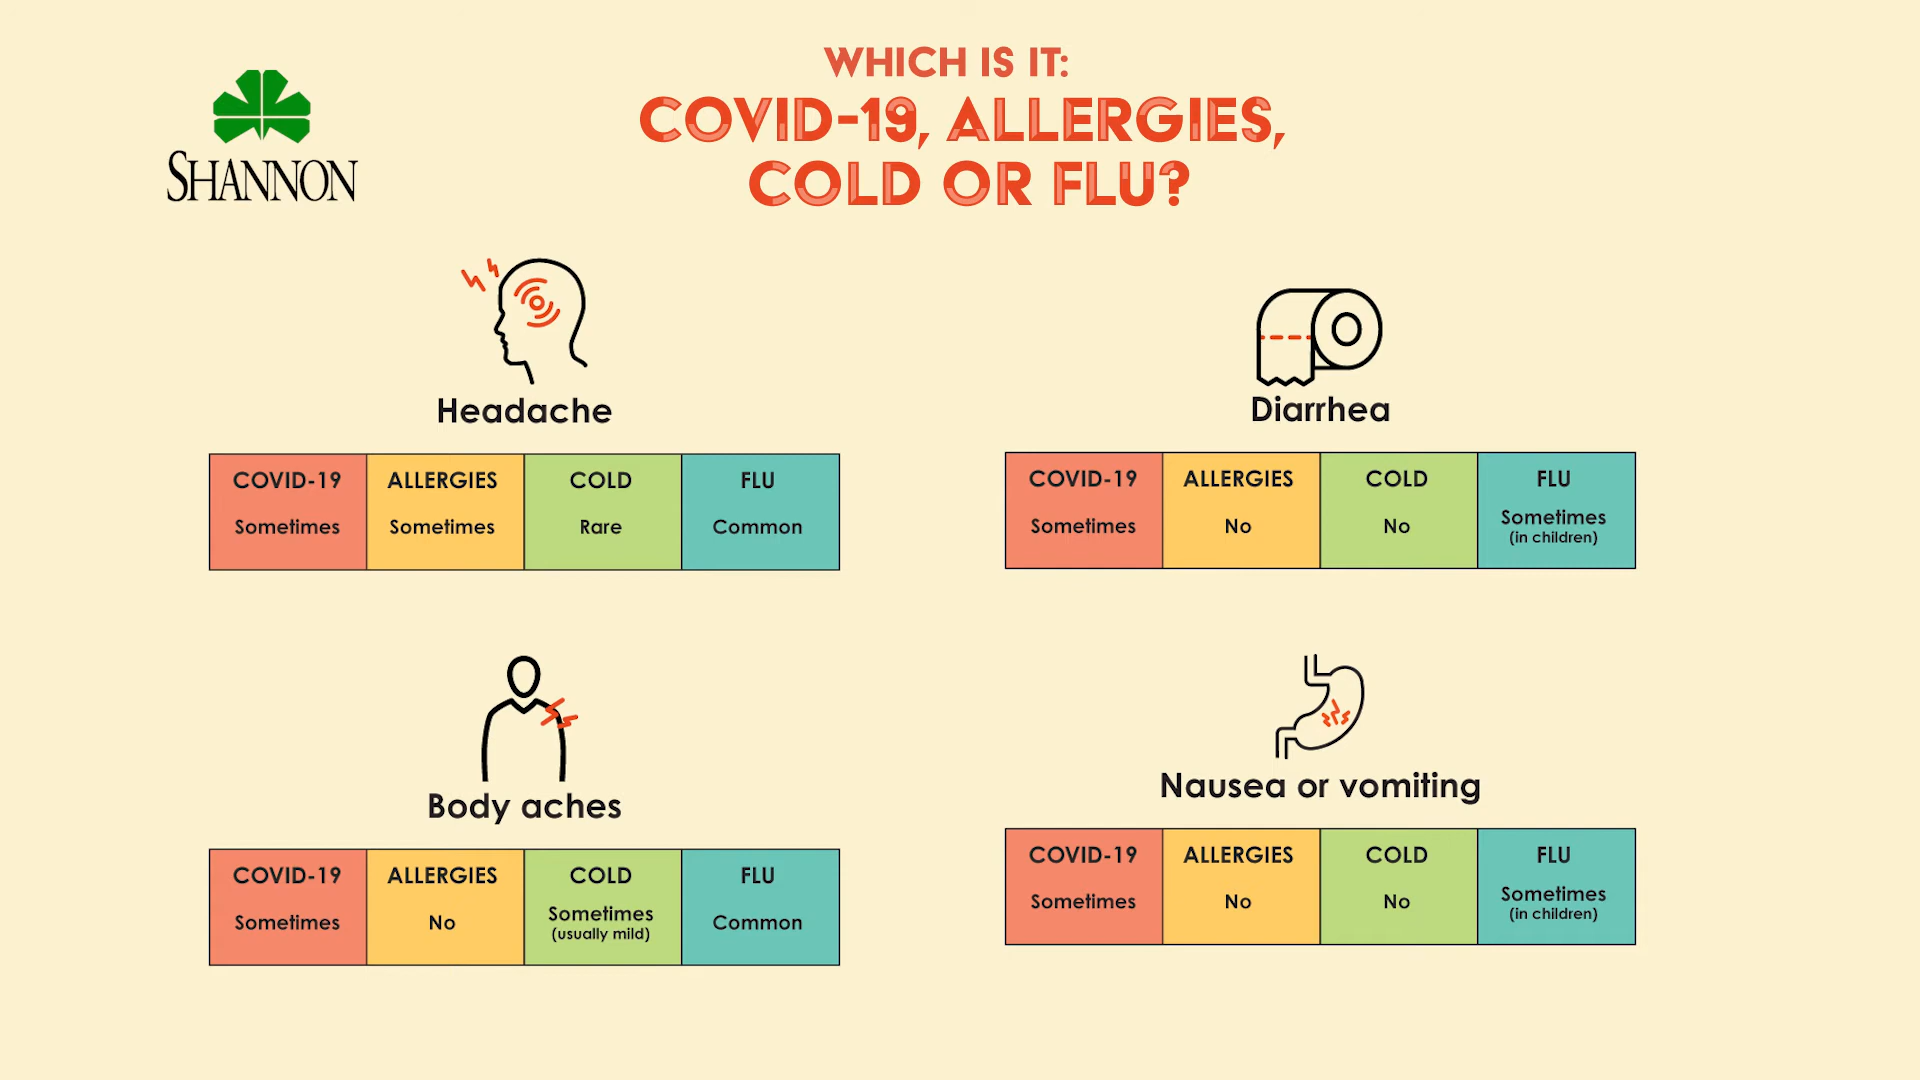 SHANNON
WHICH IS IT:
COVID-19, ALLERGIES,
COLD OR FLU?
Headache
COVID-19 ALLERGIES COLD FLU
Sometimes Sometimes Rare Common
Diarrhea
COVID-19 ALLERGIES COLD FLU
Sometimes No No Sometimes
(in children)
Body aches
COVID-19 ALLERGIES COLD FLU
Sometimes No Sometimes Common
(usually mild)
Nausea or vomiting
COVID-19 ALLERGIES COLD FLU
Sometimes No No Sometimes
(in children)